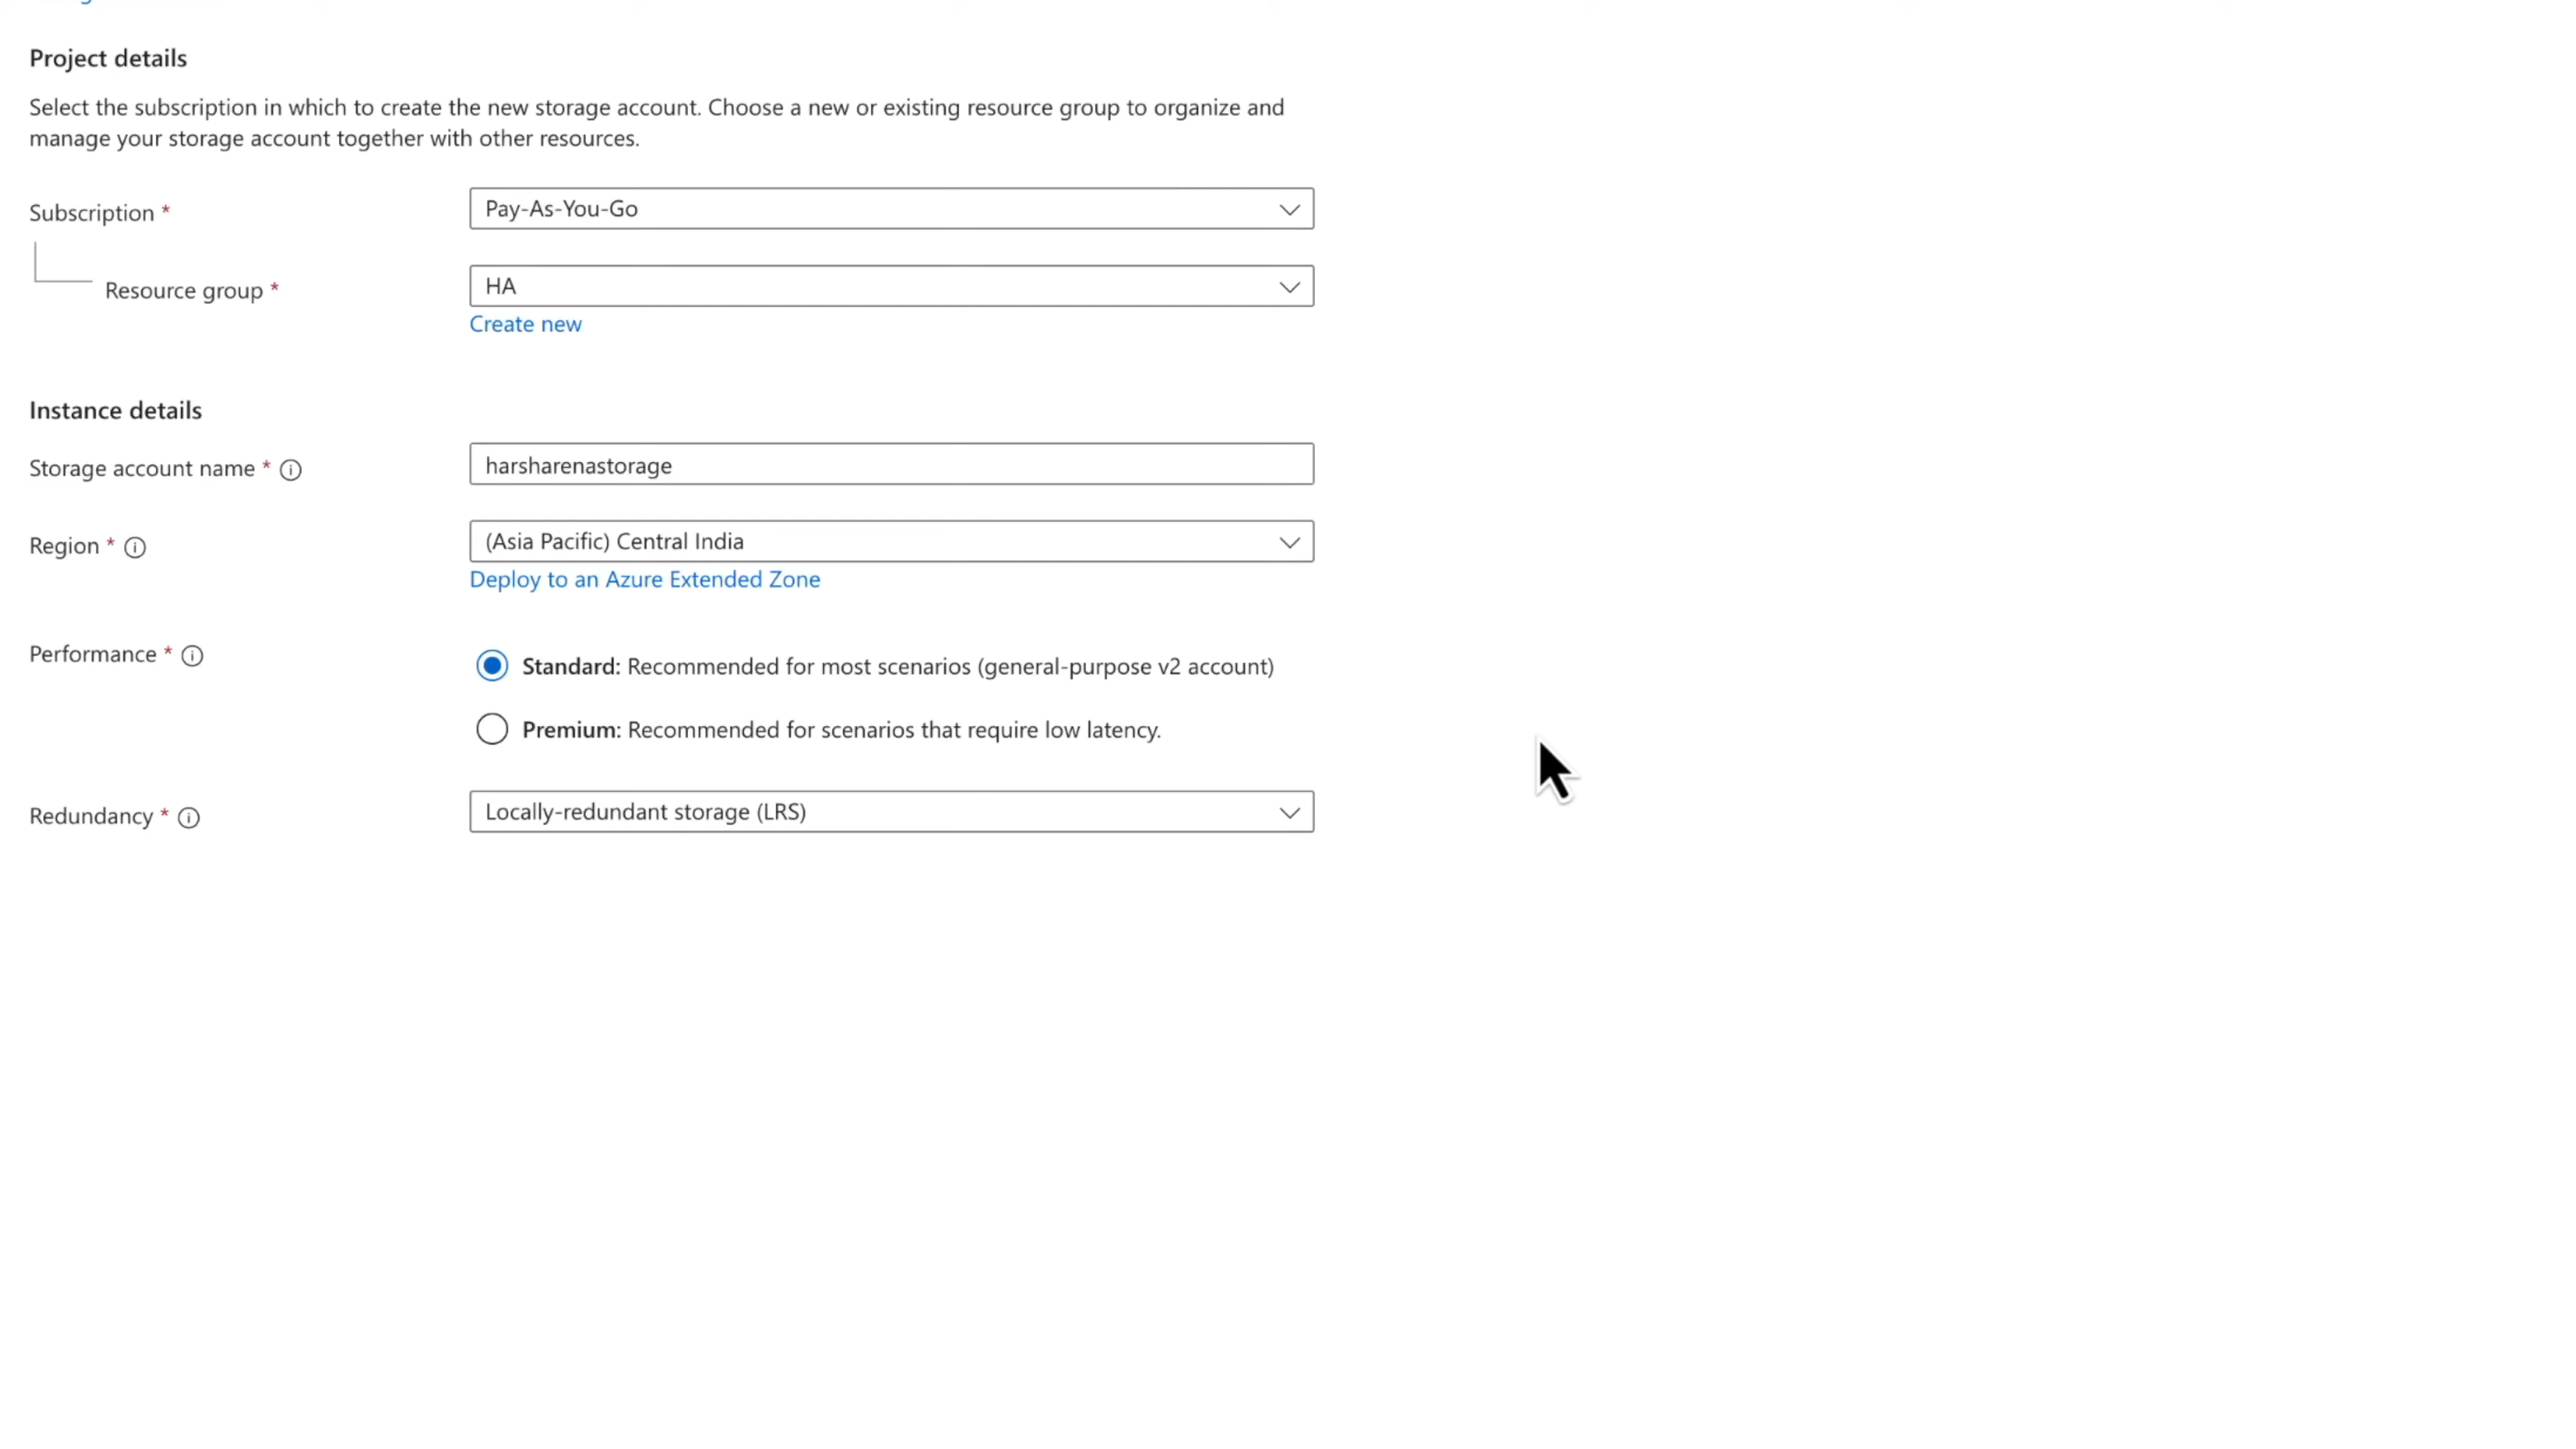 Project details
Select the subscription in which to create the new storage account. Choose a new or existing resource group to organize and
manage your storage account together with other resources.
Subscription *
Pay-As-You-Go
Resource group *
HA
Create new
Instance details
Storage account name *
harsharenastorage
Region *
(Asia Pacific) Central India
Deploy to an Azure Extended Zone
Performance *
Standard: Recommended for most scenarios (general-purpose v2 account)
Premium: Recommended for scenarios that require low latency.
Redundancy *
Locally-redundant storage (LRS)